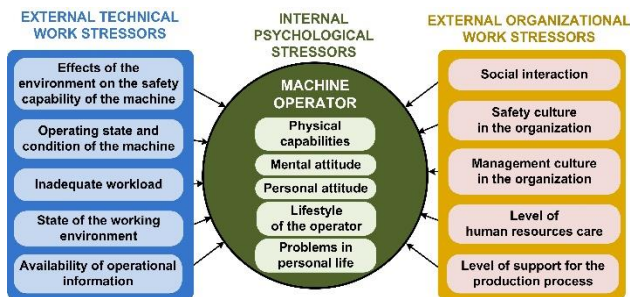 EXTERNAL TECHNICAL
WORK STRESSORS
Effects of the
environment on the safety
capability of the machine
Operating state and
condition of the machine
Inadequate workload
State of the working
environment
Availability of operational
information
INTERNAL
PSYCHOLOGICAL
STRESSORS
MACHINE
OPERATOR
Physical
capabilities
Mental attitude
Personal attitude
Lifestyle
of the operator
Problems in
personal life
EXTERNAL ORGANIZATIONAL
WORK STRESSORS
Social interaction
Safety culture
in the organization
Management culture
in the organization
Level of
human resources care
Level of support for the
production process